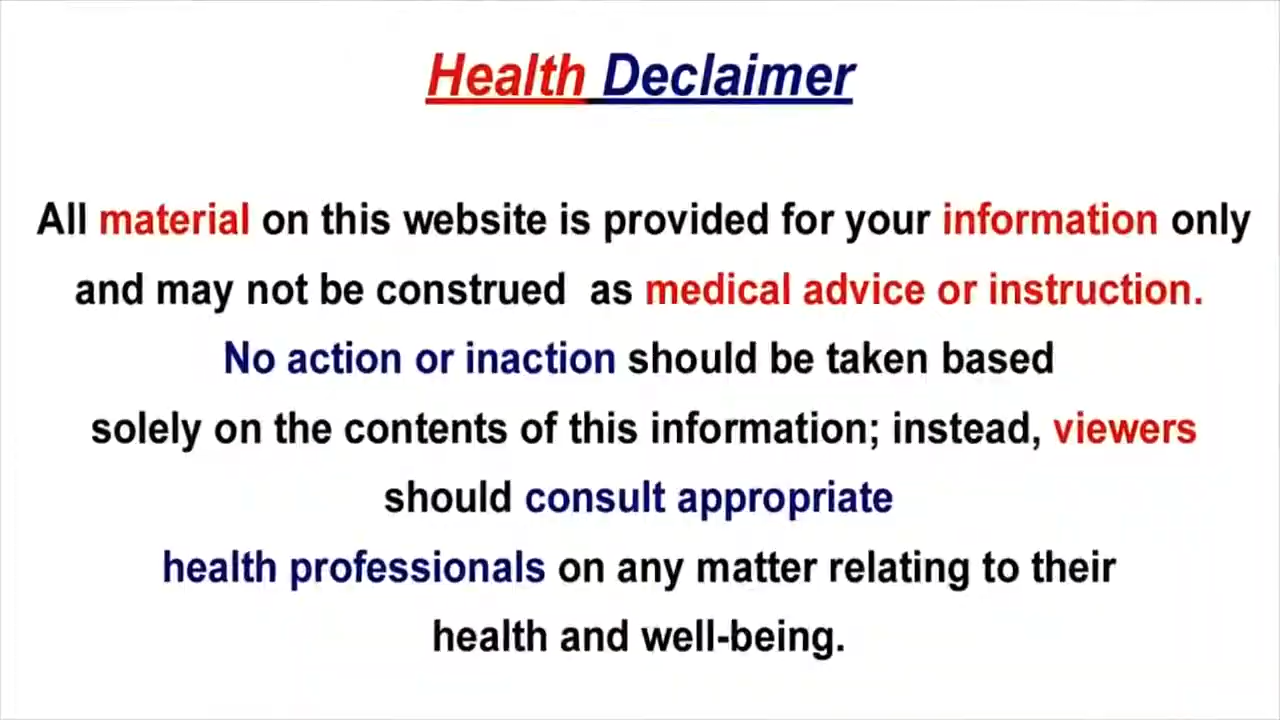 Health Declaimer
All material on this website is provided for your information only
and may not be construed as medical advice or instruction.
No action or inaction should be taken based
solely on the contents of this information; instead, viewers
should consult appropriate
health professionals on any matter relating to their
health and well-being.